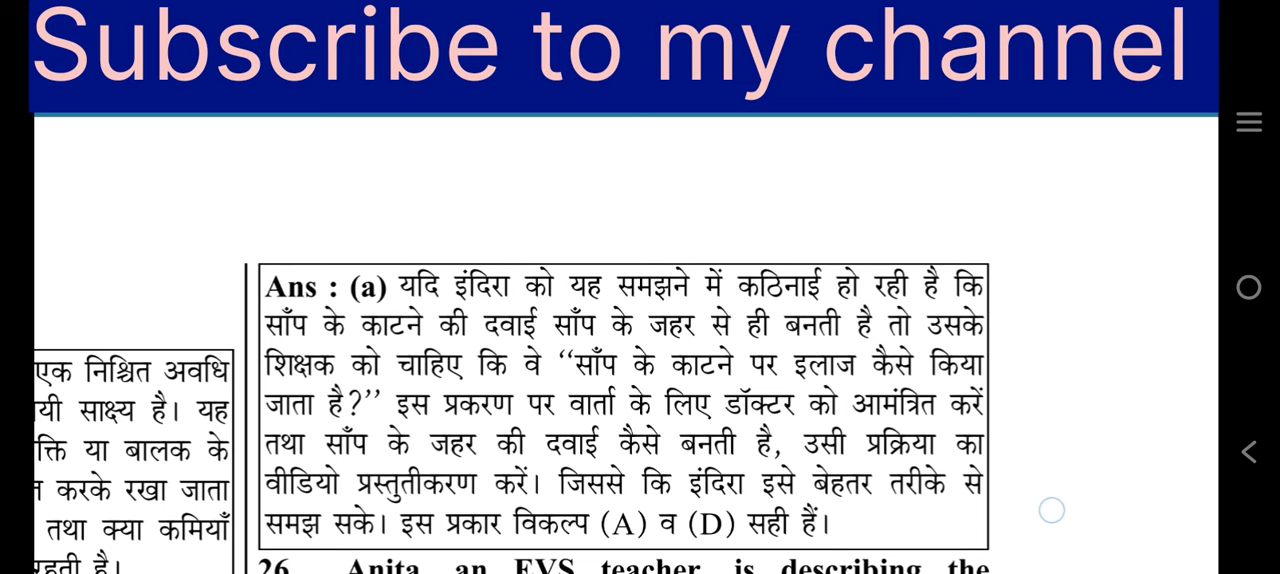 Subscribe to my channel
एक निश्चित अवधि
यी साक्ष्य है। यह
क्ति या बालक के
करके रखा जाता
तथा क्या कमियाँ
रहती है।
Ans : (a) यदि इंदिरा को यह समझने में कठिनाई हो रही है कि
साँप के काटने की दवाई साँप के जहर से ही बनती है तो उसके
शिक्षक को चाहिए कि वे ‘‘साँप के काटने पर इलाज कैसे किया
जाता है?’’ इस प्रकरण पर वार्ता के लिए डॉक्टर को आमंत्रित करें
तथा साँप के जहर की दवाई कैसे बनती है, उसी प्रक्रिया का
वीडियो प्रस्तुतीकरण करें। जिससे कि इंदिरा इसे बेहतर तरीके से
समझ सके। इस प्रकार विकल्प (A) व (D) सही हैं।
26. Anita, an EVS teacher, is describing the